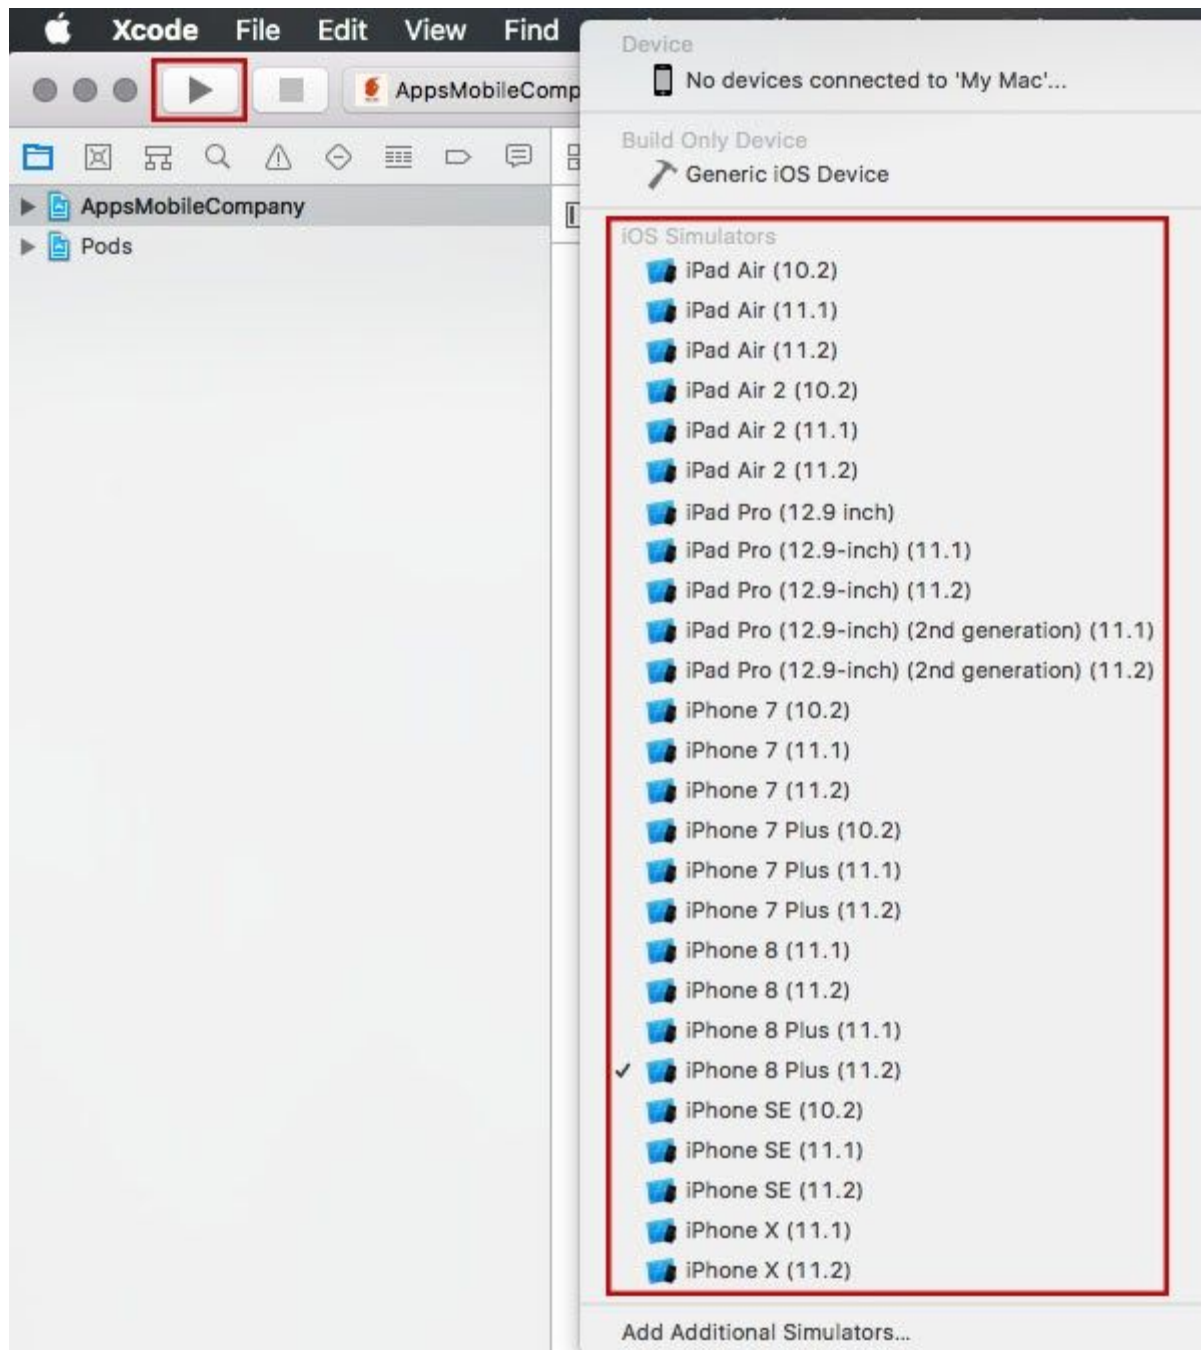 Xcode File Edit View Find
AppsMobileComp
AppsMobileCompany
Pods
Device
No devices connected to 'My Mac'...
Build Only Device
Generic iOS Device
iOS Simulators
iPad Air (10.2)
iPad Air (11.1)
iPad Air (11.2)
iPad Air 2 (10.2)
iPad Air 2 (11.1)
iPad Air 2 (11.2)
iPad Pro (12.9 inch)
iPad Pro (12.9-inch) (11.1)
iPad Pro (12.9-inch) (11.2)
iPad Pro (12.9-inch) (2nd generation) (11.1)
iPad Pro (12.9-inch) (2nd generation) (11.2)
iPhone 7 (10.2)
iPhone 7 (11.1)
iPhone 7 (11.2)
iPhone 7 Plus (10.2)
iPhone 7 Plus (11.1)
iPhone 7 Plus (11.2)
iPhone 8 (11.1)
iPhone 8 (11.2)
iPhone 8 Plus (11.1)
iPhone 8 Plus (11.2)
iPhone SE (10.2)
iPhone SE (11.1)
iPhone SE (11.2)
iPhone X (11.1)
iPhone X (11.2)
Add Additional Simulators...